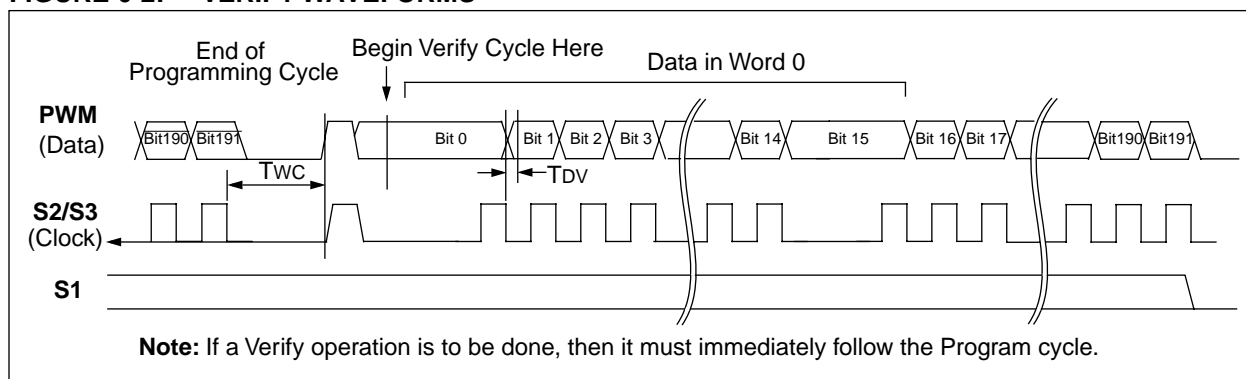 FIGURE 6-2: VERIFY WAVEFORMS
End of
Programming Cycle
Begin Verify Cycle Here
Data in Word 0
PWM
(Data)
Bit190
Bit191
Bit 0
Bit 1
Bit 2
Bit 3
Bit 14
Bit 15
Bit 16
Bit 17
Bit190
Bit191
TWC
TDV
S2/S3
(Clock)
S1
Note: If a Verify operation is to be done, then it must immediately follow the Program cycle.